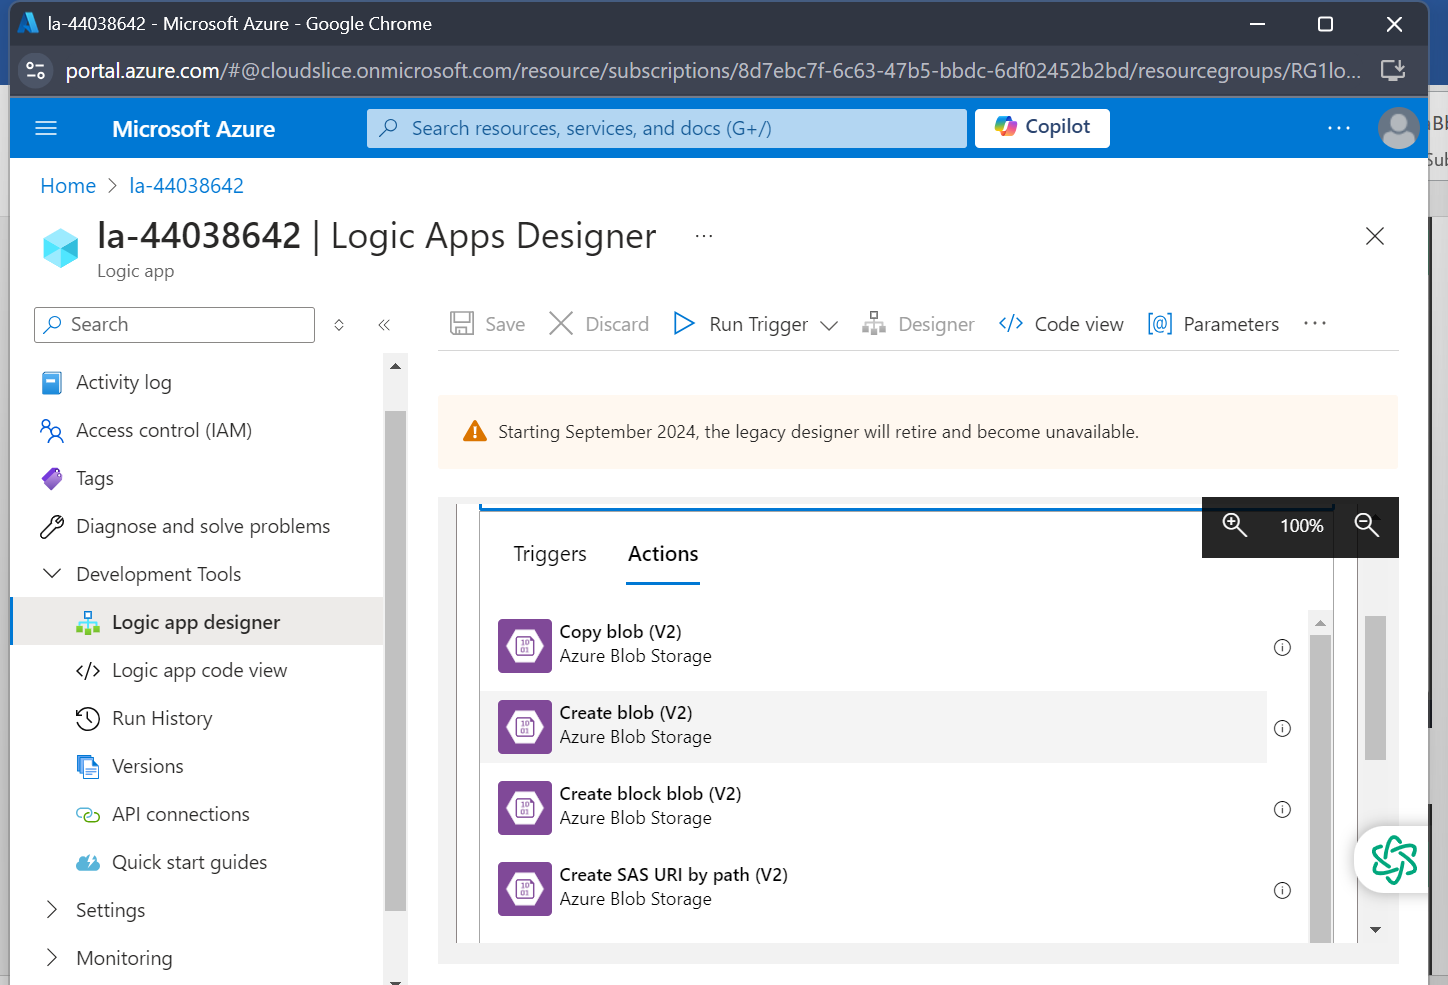 la-44038642 - Microsoft Azure - Google Chrome
portal.azure.com/#@cloudslice.onmicrosoft.com/resource/subscriptions/8d7ebc7f-6c63-47b5-bbdc-6df02452b2bd/resourcegroups/RG1lo...
Microsoft Azure
Search resources, services, and docs (G+/)
Copilot
...
Home > la-44038642
la-44038642 | Logic Apps Designer
...
Logic app
Search
Save
Discard
Run Trigger
Designer
Code view
Parameters
...
Activity log
Access control (IAM)
Tags
Diagnose and solve problems
Development Tools
Logic app designer
Logic app code view
Run History
Versions
API connections
Quick start guides
Settings
Monitoring
Starting September 2024, the legacy designer will retire and become unavailable.
100%
Triggers
Actions
Copy blob (V2)
Azure Blob Storage
Create blob (V2)
Azure Blob Storage
Create block blob (V2)
Azure Blob Storage
Create SAS URI by path (V2)
Azure Blob Storage